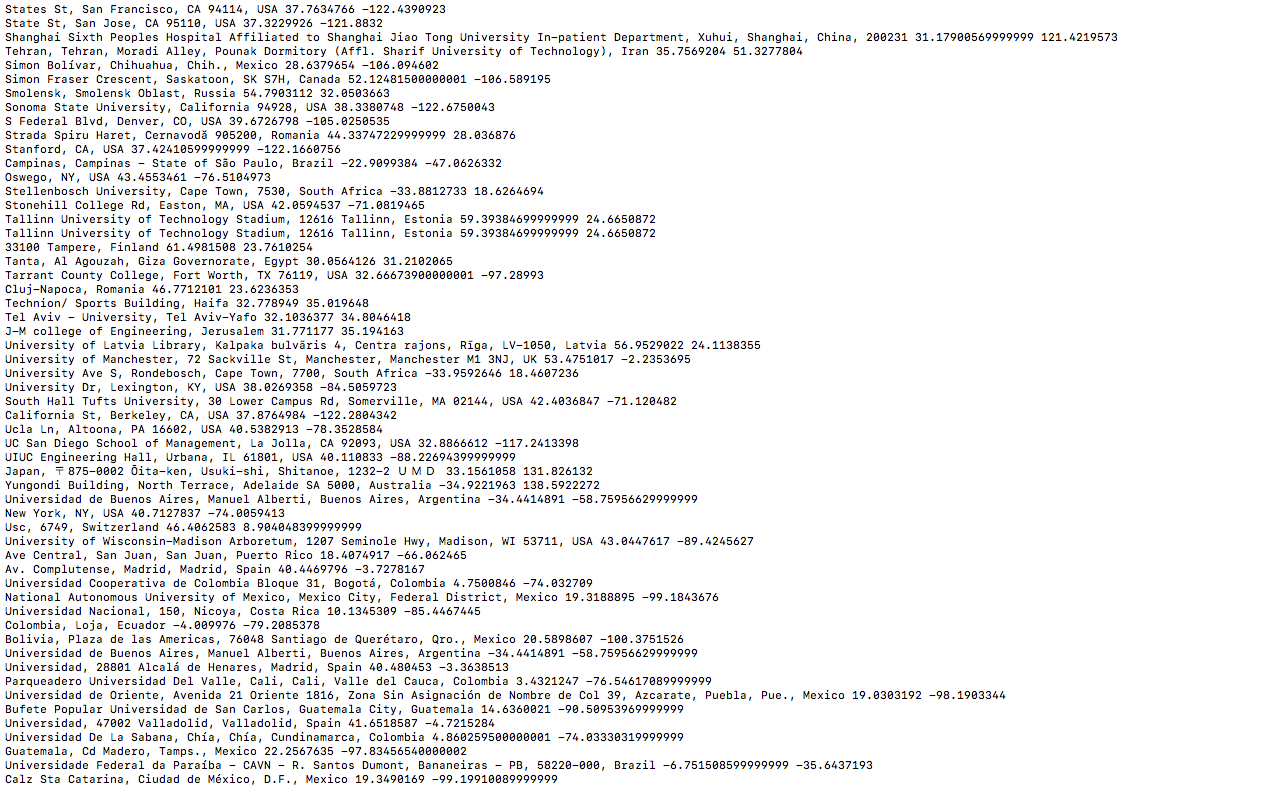 States St, San Francisco, CA 94114, USA 37.7634766 -122.4390923
State St, San Jose, CA 95110, USA 37.3229926 -121.8832
Shanghai Sixth Peoples Hospital Affiliated to Shanghai Jiao Tong University In-patient Department, Xuhui, Shanghai, China, 200231 31.17900569999999 121.4219573
Tehran, Tehran, Moradi Alley, Pounak Dormitory (Affl. Sharif University of Technology), Iran 35.7569204 51.3277804
Simon Bolívar, Chihuahua, Chih., Mexico 28.6379654 -106.094602
Simon Fraser Crescent, Saskatoon, SK S7H, Canada 52.12481500000001 -106.589195
Smolensk, Smolensk Oblast, Russia 54.7903112 32.0503663
Sonoma State University, California 94928, USA 38.3380748 -122.6750043
S Federal Blvd, Denver, CO, USA 39.6726798 -105.0250535
Strada Spiru Haret, Cernavodă 905200, Romania 44.33747229999999 28.036876
Stanford, CA, USA 37.42410599999999 -122.1660756
Campinas, Campinas - State of São Paulo, Brazil -22.9099384 -47.0626332
Oswego, NY, USA 43.4553461 -76.5104973
Stellenbosch University, Cape Town, 7530, South Africa -33.8812733 18.6264694
Stonehill College Rd, Easton, MA, USA 42.0594537 -71.0819465
Tallinn University of Technology Stadium, 12616 Tallinn, Estonia 59.39384699999999 24.6650872
Tallinn University of Technology Stadium, 12616 Tallinn, Estonia 59.39384699999999 24.6650872
33100 Tampere, Finland 61.4981508 23.7610254
Tanta, Al Agouzah, Giza Governorate, Egypt 30.0564126 31.2102065
Tarrant County College, Fort Worth, TX 76119, USA 32.66673900000001 -97.28993
Cluj-Napoca, Romania 46.7712101 23.6236353
Technion/ Sports Building, Haifa 32.778949 35.019648
Tel Aviv - University, Tel Aviv-Yafo 32.1036377 34.8046418
J-M college of Engineering, Jerusalem 31.771177 35.194163
University of Latvia Library, Kalpaka bulvāris 4, Centra rajons, Rīga, LV-1050, Latvia 56.9529022 24.1138355
University of Manchester, 72 Sackville St, Manchester, Manchester M1 3NJ, UK 53.4751017 -2.2353695
University Ave S, Rondebosch, Cape Town, 7700, South Africa -33.9592646 18.4607236
University Dr, Lexington, KY, USA 38.0269358 -84.5059723
South Hall Tufts University, 30 Lower Campus Rd, Somerville, MA 02144, USA 42.4036847 -71.120482
California St, Berkeley, CA, USA 37.8764984 -122.2804342
Ucla Ln, Altoona, PA 16602, USA 40.5382913 -78.3528584
UC San Diego School of Management, La Jolla, CA 92093, USA 32.8866612 -117.2413398
UIUC Engineering Hall, Urbana, IL 61801, USA 40.110833 -88.22694399999999
Japan, 〒875-0002 Ōita-ken, Usuki-shi, Shitanoe, 1232-2 ＵＭＤ 33.1561058 131.826132
Yungondi Building, North Terrace, Adelaide SA 5000, Australia -34.9221963 138.5922272
Universidad de Buenos Aires, Manuel Alberti, Buenos Aires, Argentina -34.4414891 -58.75956629999999
New York, NY, USA 40.7127837 -74.0059413
Usc, 6749, Switzerland 46.4062583 8.904048399999999
University of Wisconsin-Madison Arboretum, 1207 Seminole Hwy, Madison, WI 53711, USA 43.0447617 -89.4245627
Ave Central, San Juan, San Juan, Puerto Rico 18.4074917 -66.062465
Av. Complutense, Madrid, Madrid, Spain 40.4469796 -3.7278167
Universidad Cooperativa de Colombia Bloque 31, Bogotá, Colombia 4.7500846 -74.032709
National Autonomous University of Mexico, Mexico City, Federal District, Mexico 19.3188895 -99.1843676
Universidad Nacional, 150, Nicoya, Costa Rica 10.1345309 -85.4467445
Colombia, Loja, Ecuador -4.009976 -79.2085378
Bolivia, Plaza de las Americas, 76048 Santiago de Querétaro, Qro., Mexico 20.5898607 -100.3751526
Universidad de Buenos Aires, Manuel Alberti, Buenos Aires, Argentina -34.4414891 -58.75956629999999
Universidad, 28801 Alcalá de Henares, Madrid, Spain 40.480453 -3.3638513
Parqueadero Universidad Del Valle, Cali, Cali, Valle del Cauca, Colombia 3.4321247 -76.54617089999999
Universidad de Oriente, Avenida 21 Oriente 1816, Zona Sin Asignación de Nombre de Col 39, Azcarate, Puebla, Pue., Mexico 19.0303192 -98.1903344
Bufete Popular Universidad de San Carlos, Guatemala City, Guatemala 14.6360021 -90.50953969999999
Universidad, 47002 Valladolid, Valladolid, Spain 41.6518587 -4.7215284
Universidad De La Sabana, Chía, Chía, Cundinamarca, Colombia 4.860259500000001 -74.03330319999999
Guatemala, Cd Madero, Tamps., Mexico 22.2567635 -97.83456540000002
Universidade Federal da Paraíba - CAVN - R. Santos Dumont, Bananeiras - PB, 58220-000, Brazil -6.751508599999999 -35.6437193
Calz Sta Catarina, Ciudad de México, D.F., Mexico 19.3490169 -99.19910089999999